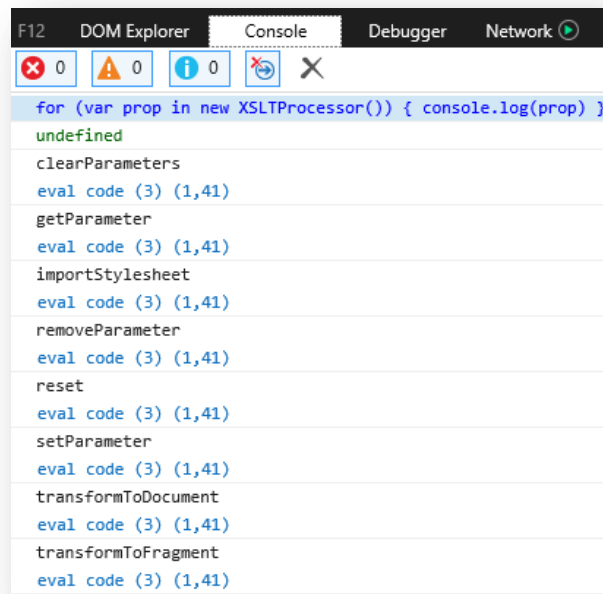 F12 DOM Explorer Console Debugger Network
0 0 0
for (var prop in new XSLTProcessor()) { console.log(prop) }
undefined
clearParameters
eval code (3) (1,41)
getParameter
eval code (3) (1,41)
importStylesheet
eval code (3) (1,41)
removeParameter
eval code (3) (1,41)
reset
eval code (3) (1,41)
setParameter
eval code (3) (1,41)
transformToDocument
eval code (3) (1,41)
transformToFragment
eval code (3) (1,41)